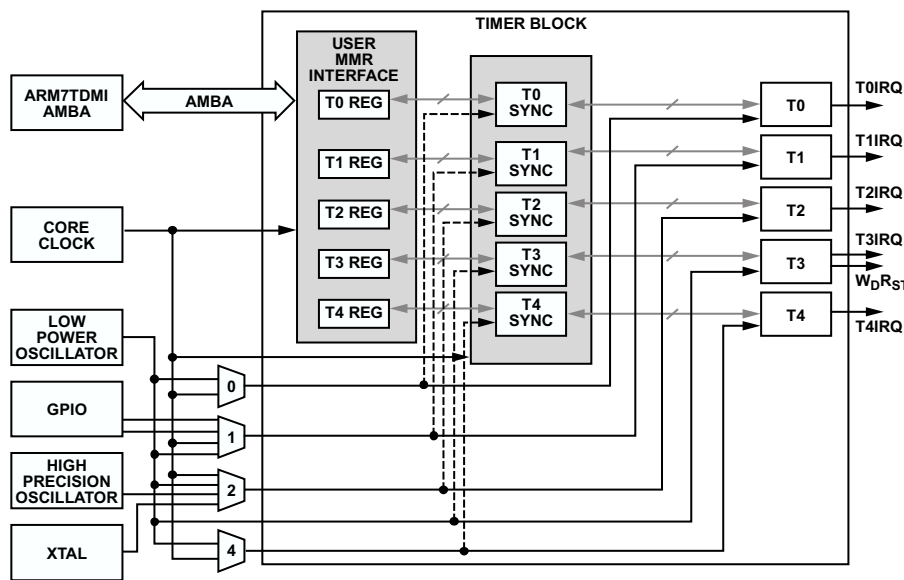 TIMER BLOCK
USER
MMR
INTERFACE
ARM7TDMI
AMBA
AMBA
T0 REG
T0
SYNC
T0
T0IRQ
T1 REG
T1
SYNC
T1
T1IRQ
CORE
CLOCK
T2 REG
T2
SYNC
T2
T2IRQ
T3 REG
T3
SYNC
T3
T3IRQ
WDRST
T4 REG
T4
SYNC
T4
T4IRQ
LOW
POWER
OSCILLATOR
0
GPIO
1
HIGH
PRECISION
OSCILLATOR
2
XTAL
4